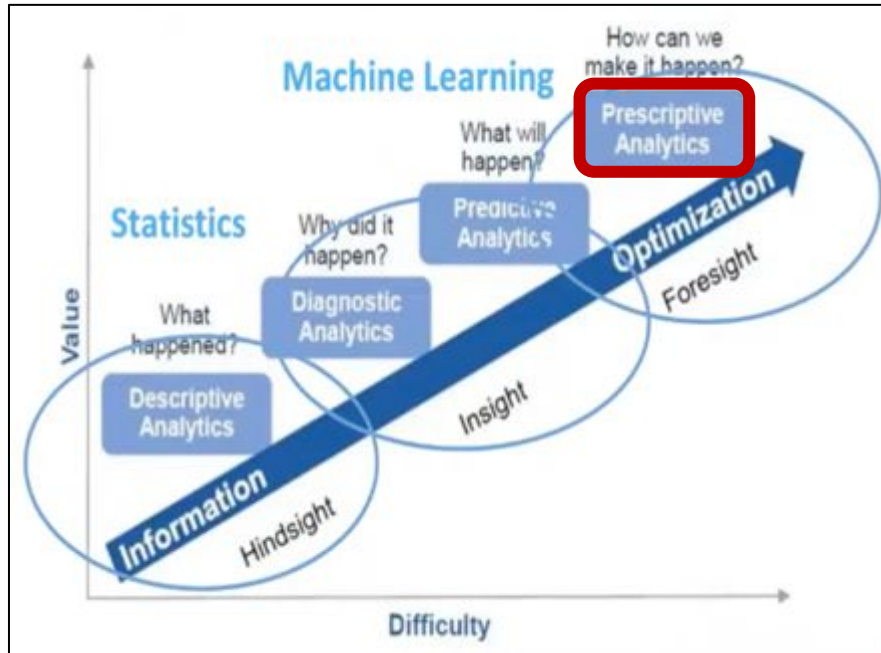 How can we
make it happen?
Prescriptive
Analytics
Machine Learning
What will
happen?
Predictive
Analytics
Optimization
Foresight
Statistics
Why did it
happen?
Diagnostic
Analytics
Insight
What
happened?
Descriptive
Analytics
Information
Hindsight
Value
Difficulty